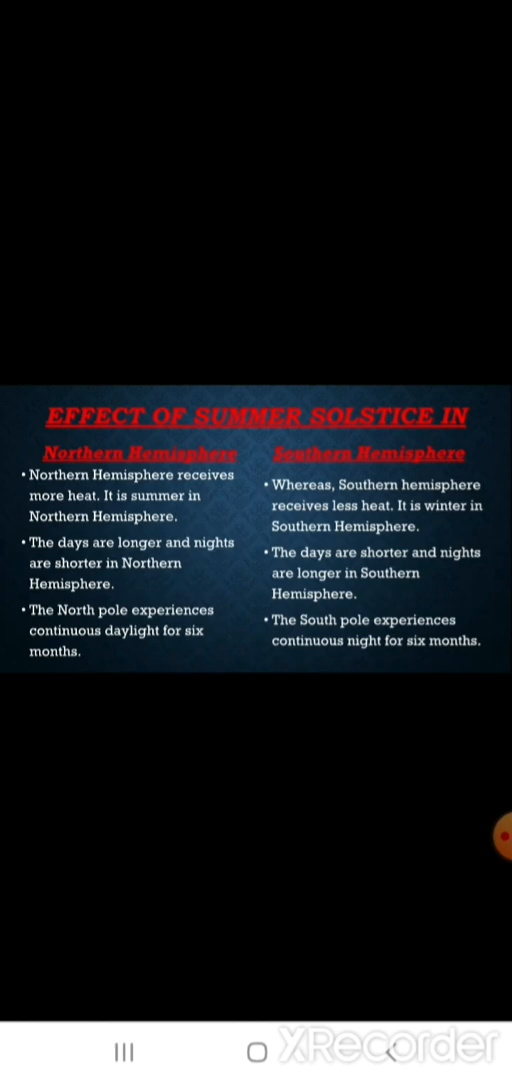 EFFECT OF SUMMER SOLSTICE IN
Northern Hemisphere
• Northern Hemisphere receives
more heat. It is summer in
Northern Hemisphere.
• The days are longer and nights
are shorter in Northern
Hemisphere.
• The North pole experiences
continuous daylight for six
months.
Southern Hemisphere
• Whereas, Southern hemisphere
receives less heat. It is winter in
Southern Hemisphere.
• The days are shorter and nights
are longer in Southern
Hemisphere.
• The South pole experiences
continuous night for six months.
XRecorder